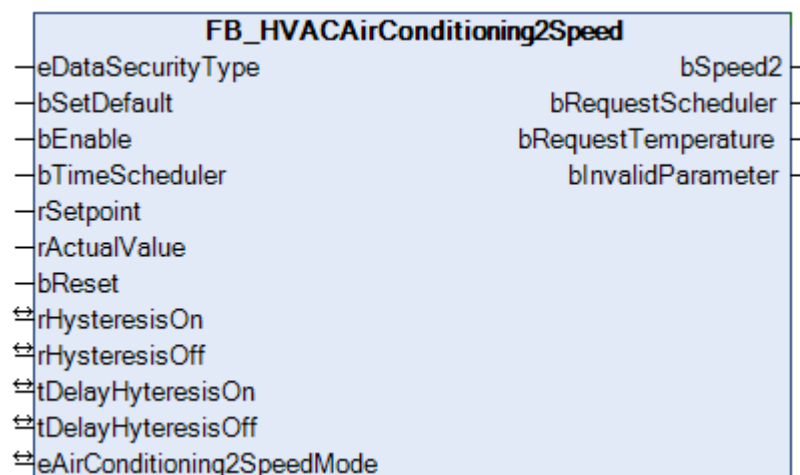 FB_HVACAirConditioning2Speed
eDataSecurityType bSpeed2
bSetDefault bRequestScheduler
bEnable bRequestTemperature
bTimeScheduler bInvalidParameter
rSetpoint
rActualValue
bReset
rHysteresisOn
rHysteresisOff
tDelayHyteresisOn
tDelayHyteresisOff
eAirConditioning2SpeedMode